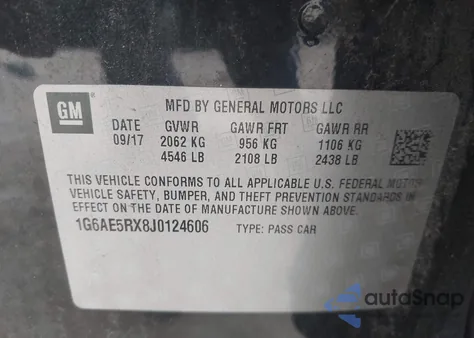 GM
MFD BY GENERAL MOTORS LLC
DATE GVWR GAWR FRT GAWR RR
09/17 2062 KG 956 KG 1106 KG
4546 LB 2108 LB 2438 LB
THIS VEHICLE CONFORMS TO ALL APPLICABLE U.S. FEDERAL MOTOR
VEHICLE SAFETY, BUMPER, AND THEFT PREVENTION STANDARDS
IN EFFECT ON THE DATE OF MANUFACTURE SHOWN ABOVE.
1G6AE5RX8J0124606 TYPE: PASS CAR
autoSnap